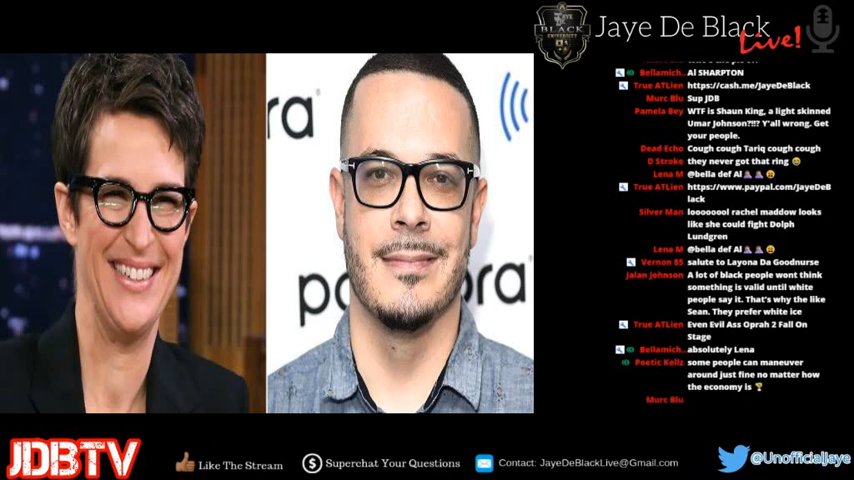 JAYE
DE
BLACK
UNIVERSITY
Jaye De Black
Live!
ra
pa
ora
Bellamich.. Al SHARPTON
True ATLien https://cash.me/JayeDeBlack
Murc Blu Sup JDB
Pamela Bey WTF is Shaun King, a light skinned
Umar Johnson?!!? Y'all wrong. Get
your people.
Dead Echo Cough cough Tariq cough cough
D Stroke they never got that ring 😆
Lena M @bella def Al
True ATLien https://www.paypal.com/JayeDeB
lack
Silver Man looooooool rachel maddow looks
like she could fight Dolph
Lundgren
Lena M @bella def Al
Vernon 85 salute to Layona Da Goodnurse
Jalan Johnson A lot of black people wont think
something is valid until white
people say it. That's why the like
Sean. They prefer white ice
True ATLien Even Evil Ass Oprah 2 Fall On
Stage
Bellamich.. absolutely Lena
Poetic Kellz some people can maneuver
around just fine no matter how
the economy is 🏆
Murc Blu
JDBTV
Like The Stream
Superchat Your Questions
Contact: JayeDeBlackLive@Gmail.com
@Unofficialjaye